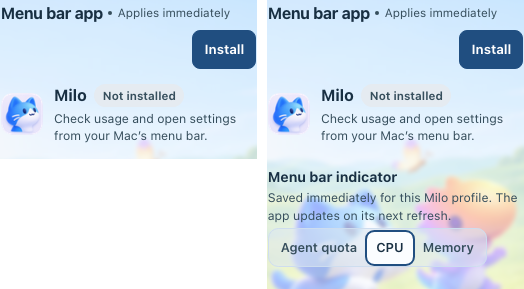 Menu bar app • Applies immediately
Install
Milo Not installed
Check usage and open settings
from your Mac's menu bar.
Menu bar app • Applies immediately
Install
Milo Not installed
Check usage and open settings
from your Mac's menu bar.
Menu bar indicator
Saved immediately for this Milo profile. The
app updates on its next refresh.
Agent quota CPU Memory